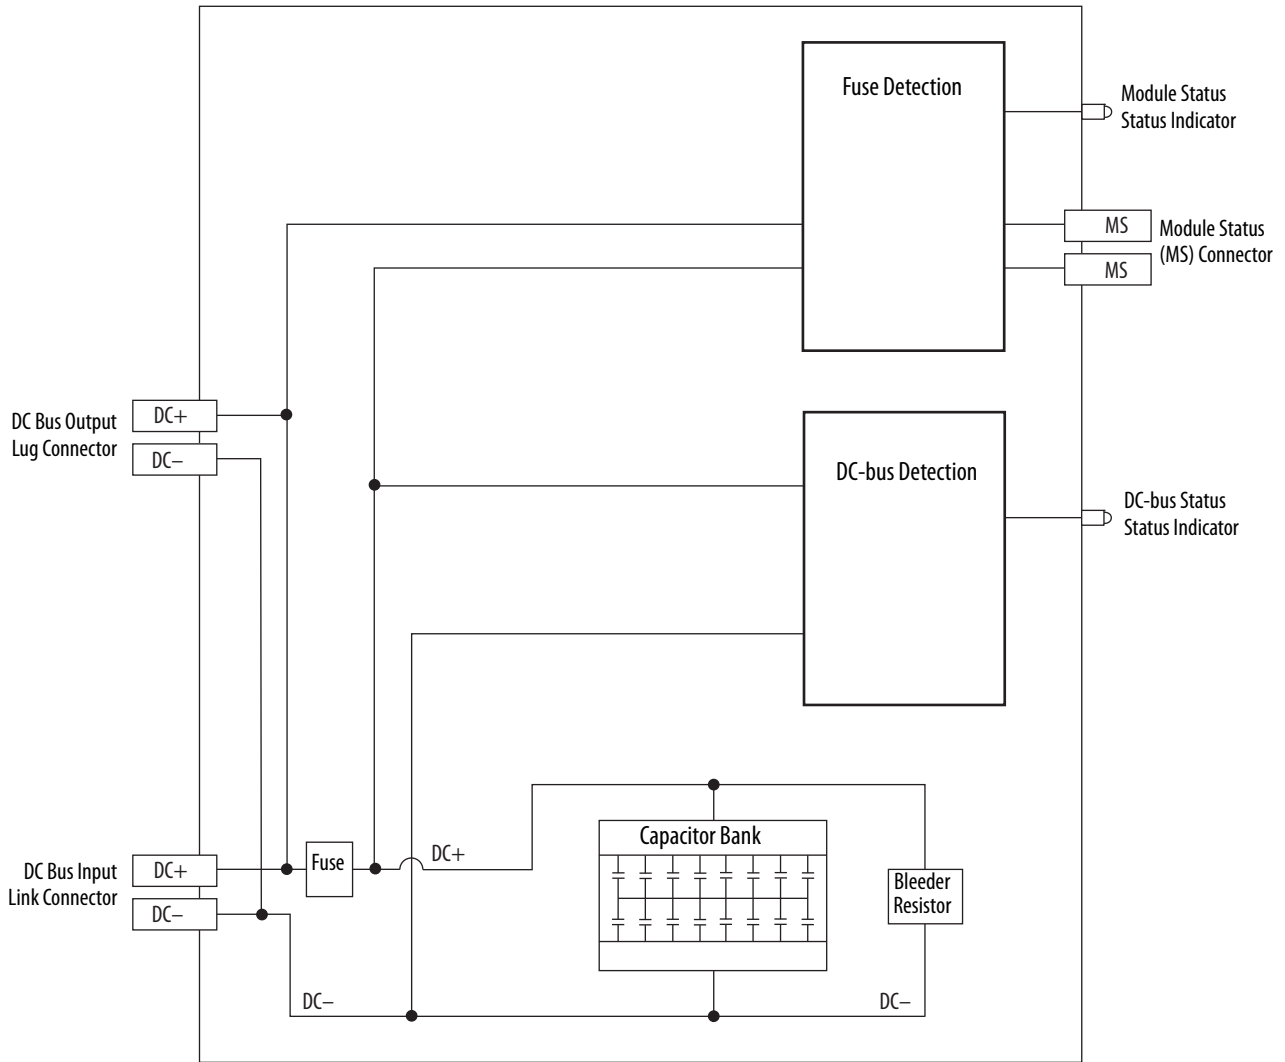 Fuse Detection
Module Status
Status Indicator
MS
MS
Module Status
(MS) Connector
DC Bus Output
Lug Connector
DC+
DC–
DC-bus Detection
DC-bus Status
Status Indicator
DC Bus Input
Link Connector
DC+
DC–
Fuse
DC+
Capacitor Bank
Bleeder
Resistor
DC–
DC–